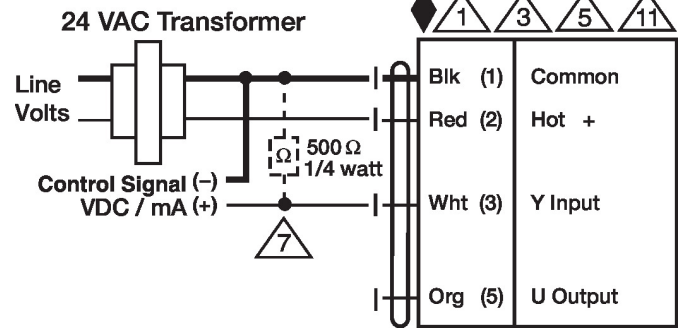 24 VAC Transformer
1 3 5 11
Line
Volts
Blk (1) Common
Red (2) Hot +
Ω 500 Ω
1/4 watt
Control Signal (–)
VDC / mA (+)
Wht (3) Y Input
7
Org (5) U Output